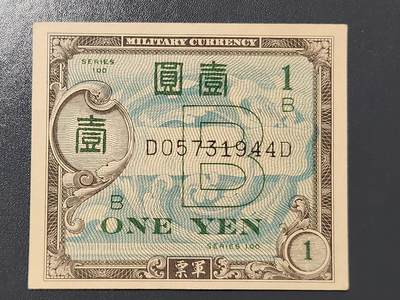 MILITARY CURRENCY
SERIES
100
圓壹
1
B
壹
B
D05731944D
B
ONE YEN
SERIES 100
1
票軍